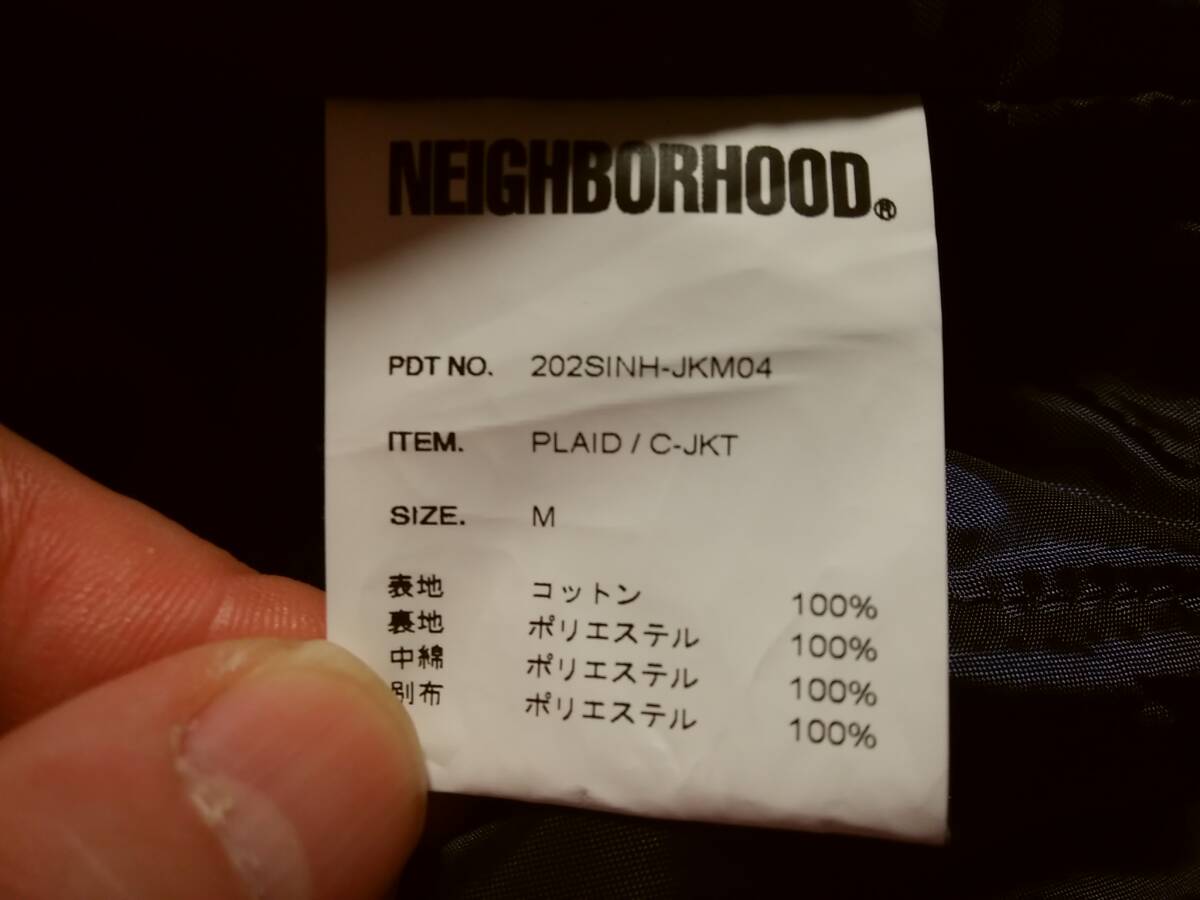 NEIGHBORHOOD®
PDT NO. 202SINH-JKM04
ITEM. PLAID / C-JKT
SIZE. M
表地 コットン 100%
裏地 ポリエステル 100%
中綿 ポリエステル 100%
別布 ポリエステル 100%